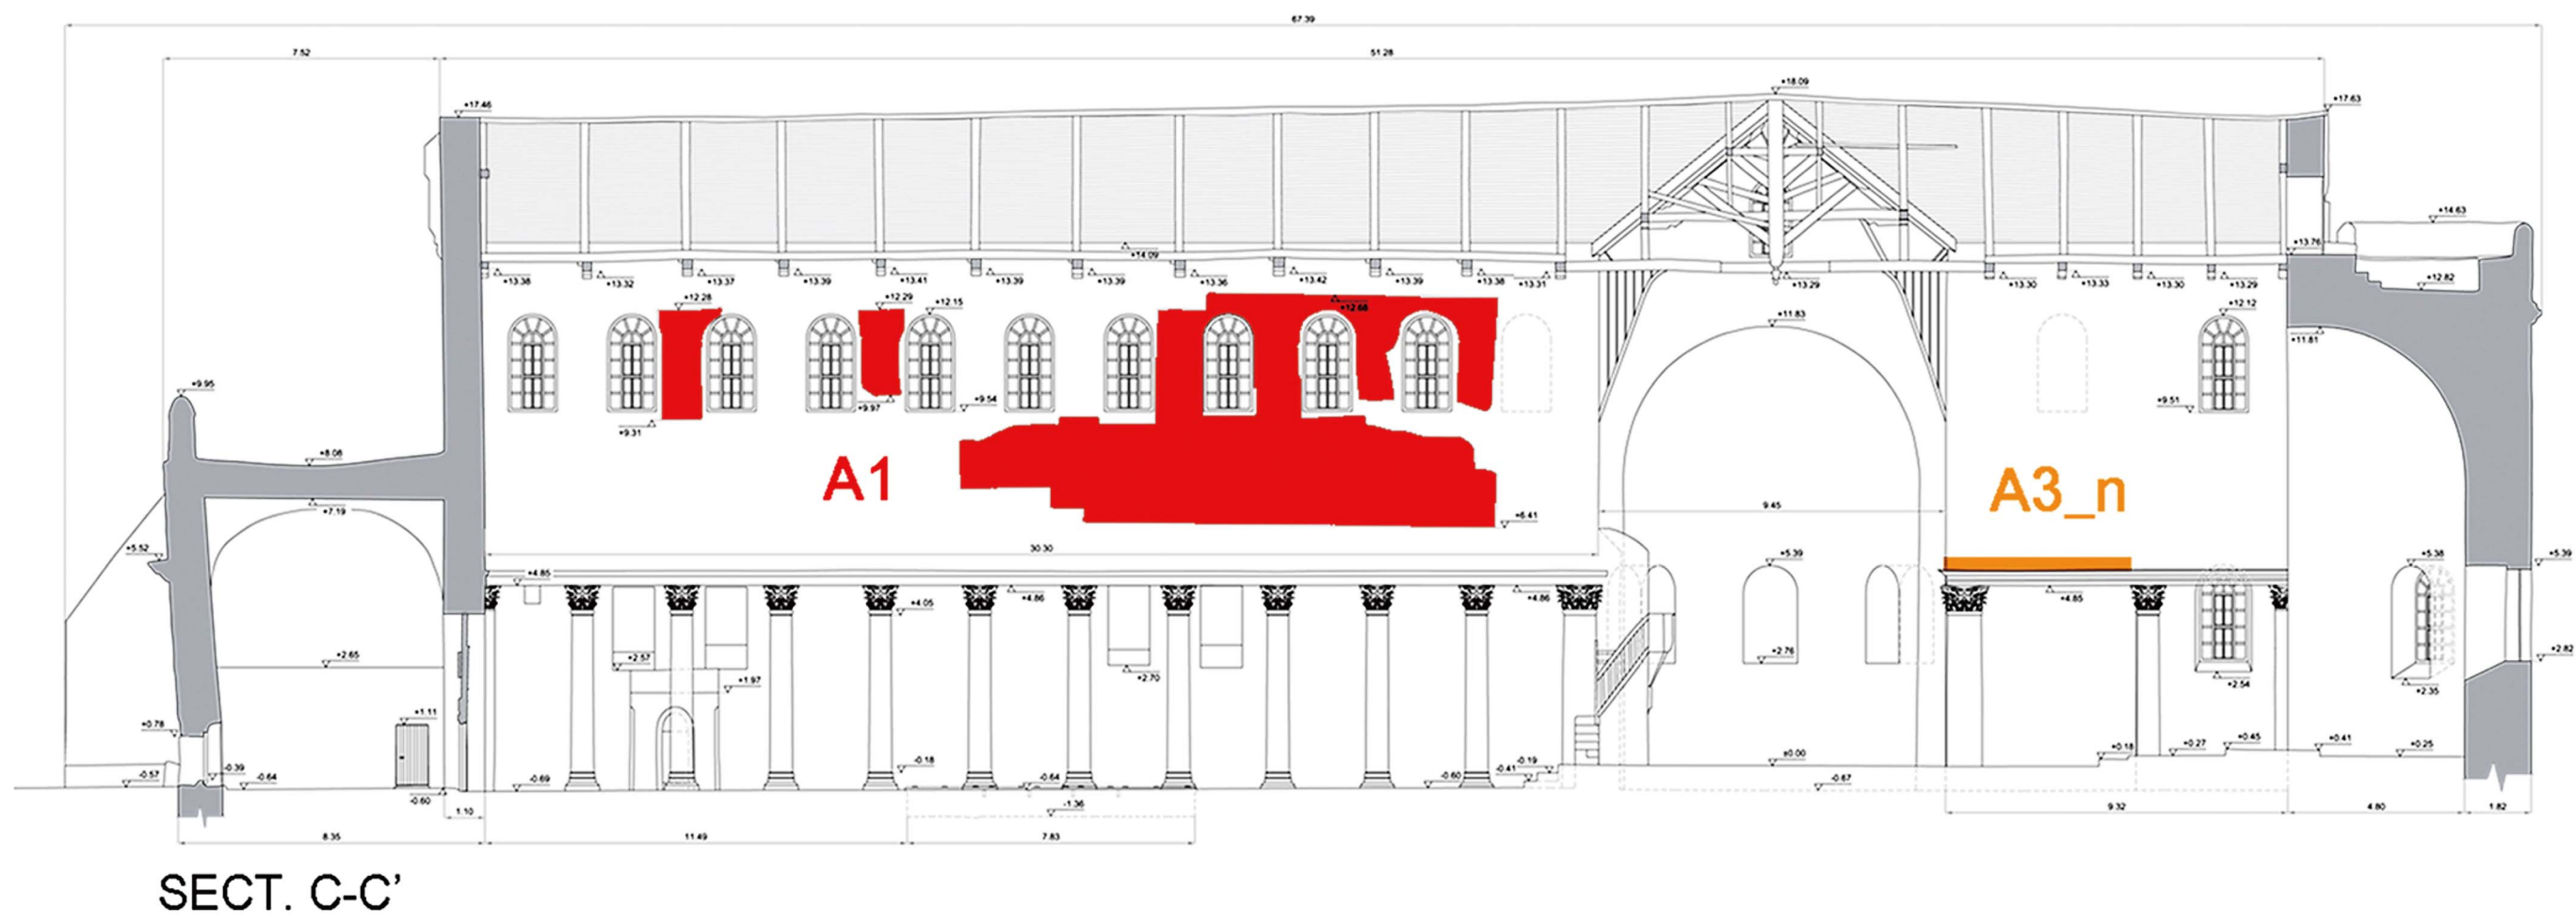 67.39
7.52 51.28
+18.09
+17.46 +17.63
+14.63
+14.09 +13.76
+13.38 +13.32 +13.37 +13.39 +13.41 +13.39 +13.39 +13.36 +13.42 +13.39 +13.38 +13.31 +13.29 +13.30 +13.33 +13.30 +13.29 +12.82
+12.28 +12.29 +12.15 +12.68 +12.12
+11.83 +11.81
+9.95 +9.31 +9.97 +9.54 +9.51
+8.08
A1 A3_n
+7.19 +6.41 9.45
+5.52 30.30 +5.39 +5.38 +5.39
+4.85 +4.05 +4.86 +4.86 +4.85
+2.65 +2.57 +2.70 +2.76 +2.54 +2.35 +2.82
+1.97
+0.78 +1.11
-0.57 -0.39 -0.64 -0.69 -0.18 -0.64 -0.60 -0.41 -0.19 ±0.00 -0.67 +0.18 +0.27 +0.45 +0.41 +0.25
-0.60 1.10 -1.36 9.32 4.80 1.82
8.35 11.49 7.83
SECT. C-C'